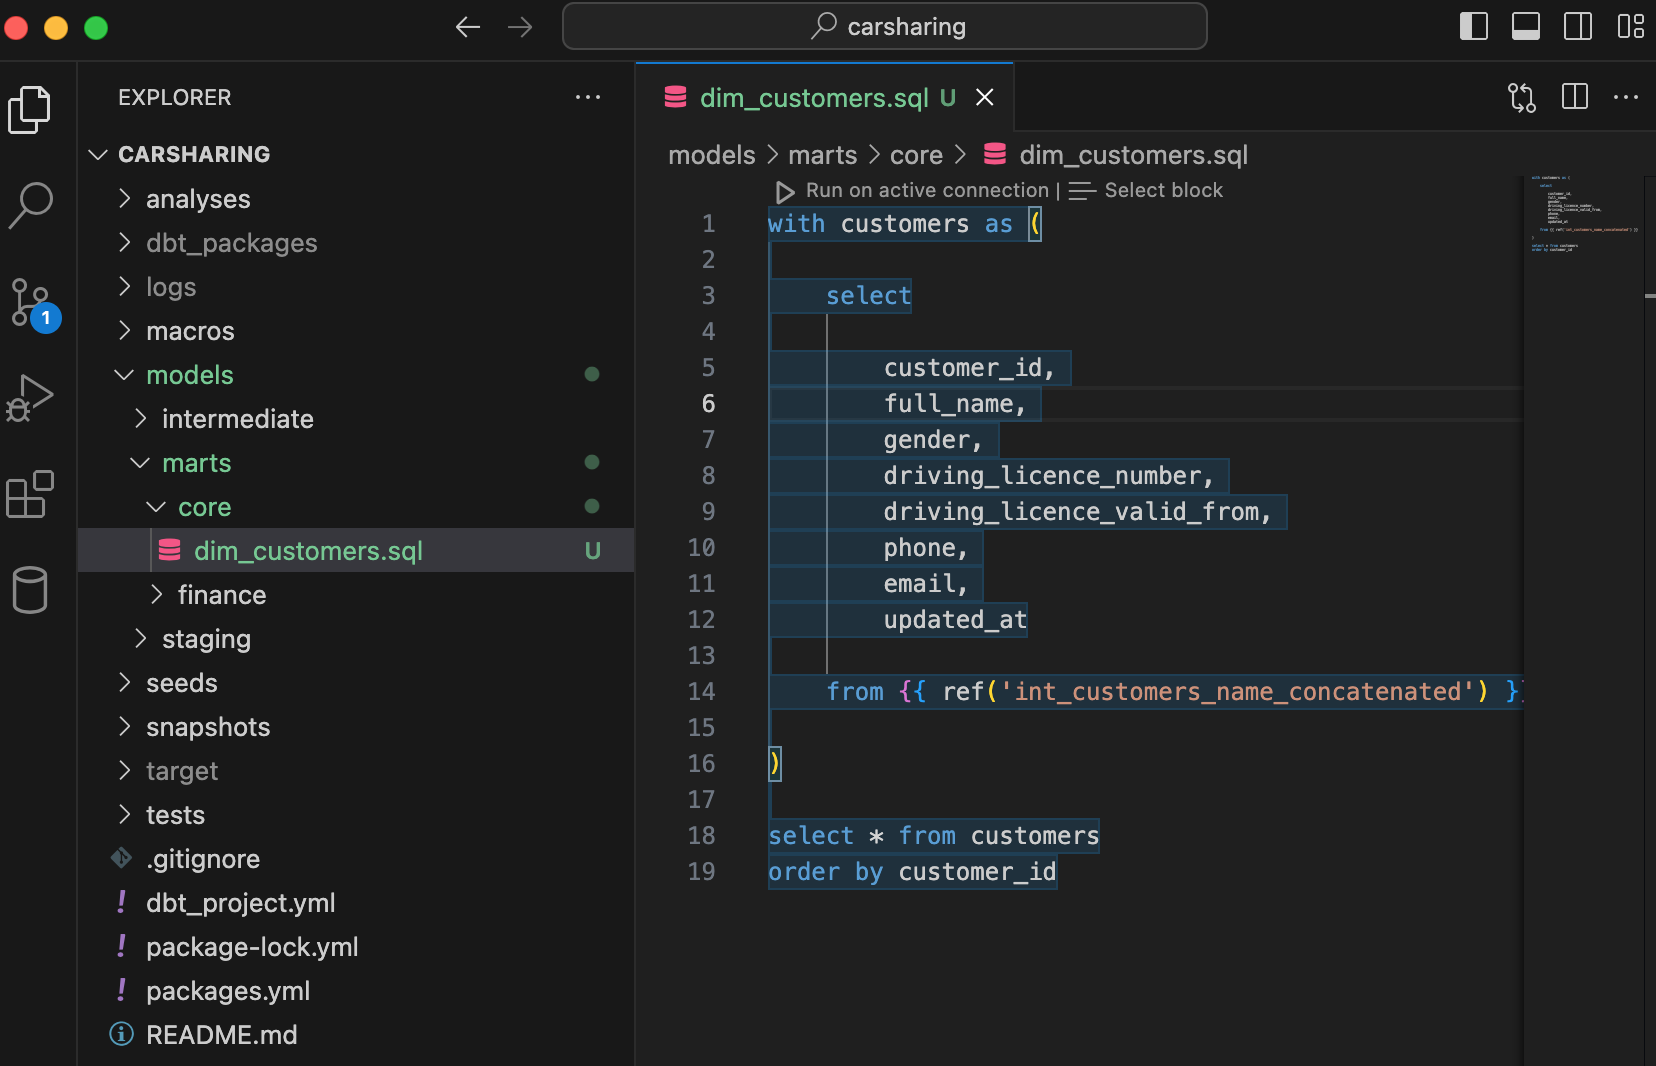 carsharing
EXPLORER
CARSHARING
analyses
dbt_packages
logs
macros
models
intermediate
marts
core
dim_customers.sql U
finance
staging
seeds
snapshots
target
tests
.gitignore
! dbt_project.yml
! package-lock.yml
! packages.yml
README.md
1
dim_customers.sql U
models > marts > core > dim_customers.sql
Run on active connection | Select block
1 with customers as (
2
3 select
4
5 customer_id,
6 full_name,
7 gender,
8 driving_licence_number,
9 driving_licence_valid_from,
10 phone,
11 email,
12 updated_at
13
14 from {{ ref('int_customers_name_concatenated') }}
15
16 )
17
18 select * from customers
19 order by customer_id